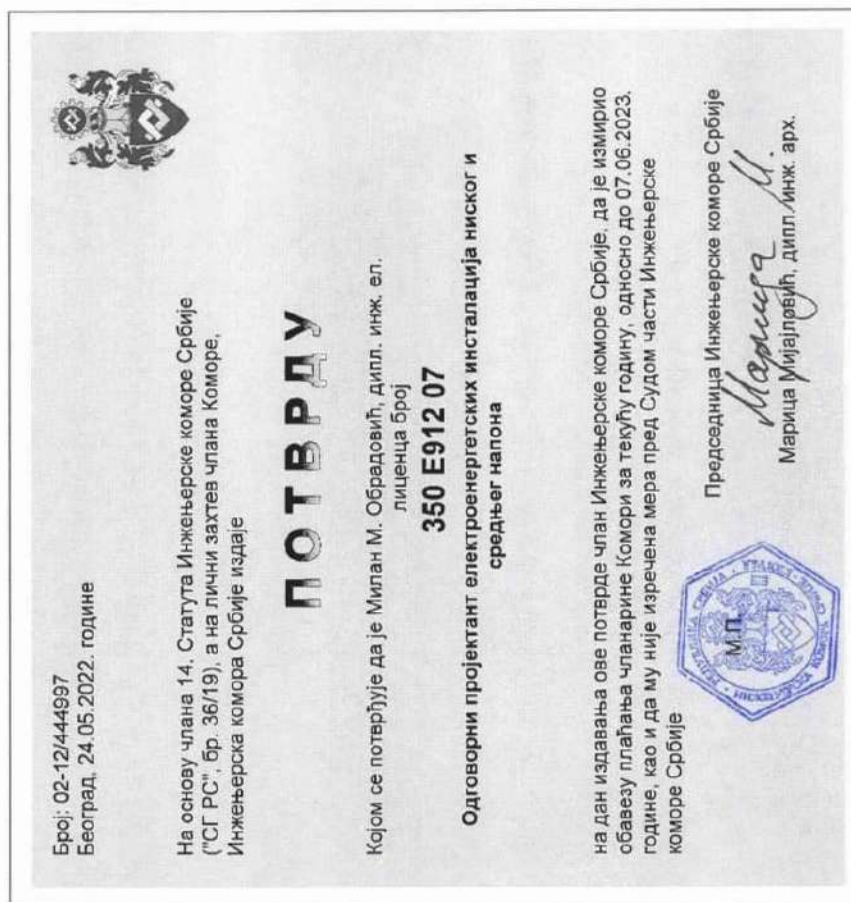 Број: 02-12/444997
Београд, 24.05.2022. године
На основу члана 14. Статута Инжењерске коморе Србије
("СГ РС", бр. 36/19), а на лични захтев члана Коморе,
Инжењерска комора Србије издаје
ПОТВРДУ
Којом се потврђује да је Милан М. Обрадовић, дипл. инж. ел.
лиценца број
350 Е912 07
Одговорни пројектант електроенергетских инсталација ниског и
средњег напона
на дан издавања ове потврде члан Инжењерске коморе Србије, да је измирио
обавезу плаћања чланарине Комори за текућу годину, односно до 07.06.2023.
године, као и да му није изречена мера пред Судом части Инжењерске
коморе Србије
Председница Инжењерске коморе Србије
М.П.
Марица М.
Марица Мијајловић, дипл. инж. арх.